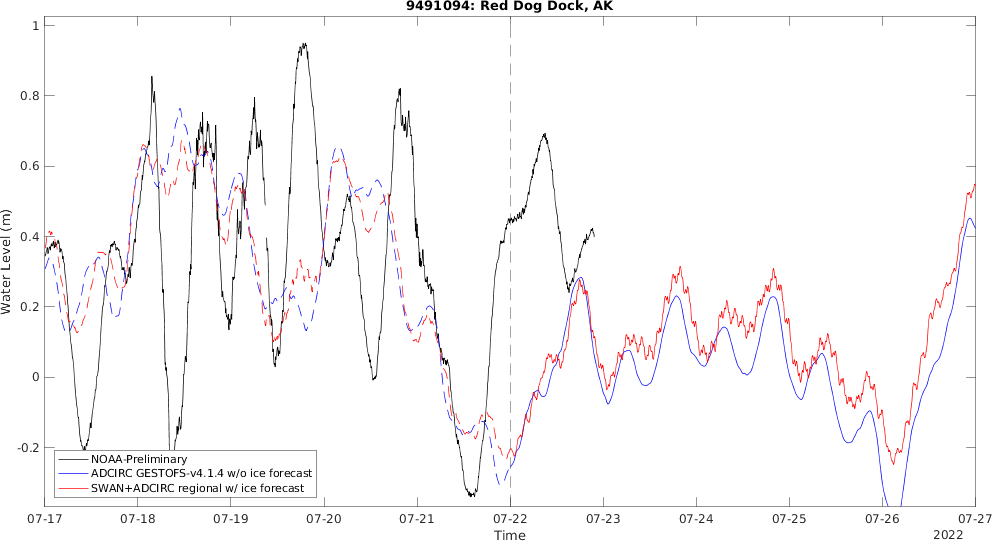 9491094: Red Dog Dock, AK
Water Level (m)
1
0.8
0.6
0.4
0.2
0
-0.2
NOAA-Preliminary
ADCIRC GESTOFS-v4.1.4 w/o ice forecast
SWAN+ADCIRC regional w/ ice forecast
07-17 07-18 07-19 07-20 07-21 07-22 07-23 07-24 07-25 07-26 07-27
Time
2022